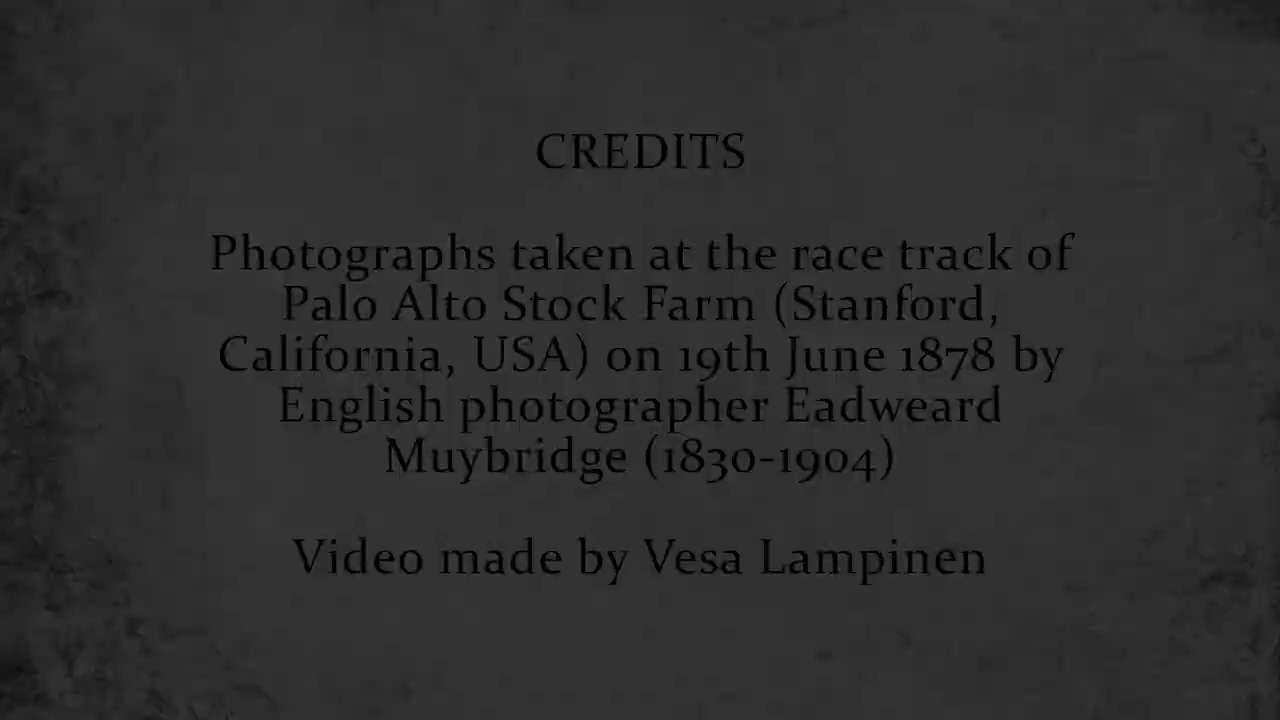 CREDITS
Photographs taken at the race track of
Palo Alto Stock Farm (Stanford,
California, USA) on 19th June 1878 by
English photographer Eadweard
Muybridge (1830-1904)
Video made by Vesa Lampinen